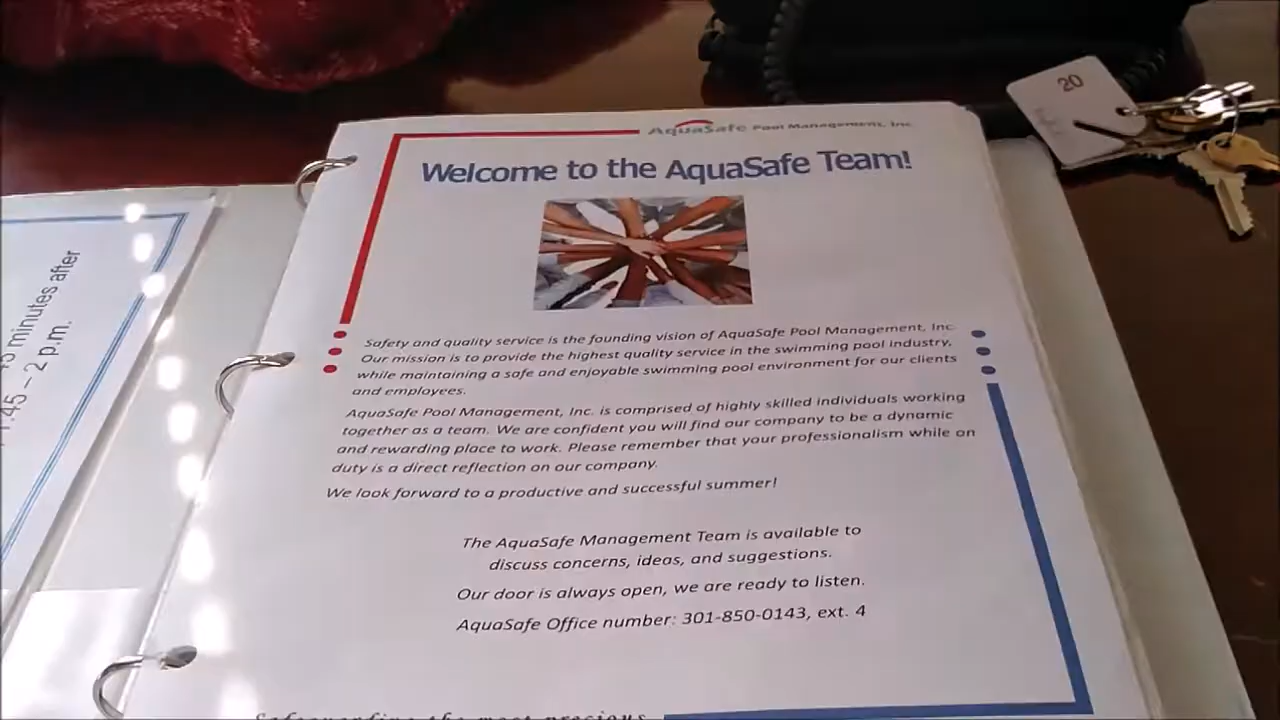 20
AquaSafe Pool Management, Inc.
Welcome to the AquaSafe Team!
Safety and quality service is the founding vision of AquaSafe Pool Management, Inc.
Our mission is to provide the highest quality service in the swimming pool industry,
while maintaining a safe and enjoyable swimming pool environment for our clients
and employees.
AquaSafe Pool Management, Inc. is comprised of highly skilled individuals working
together as a team. We are confident you will find our company to be a dynamic
and rewarding place to work. Please remember that your professionalism while on
duty is a direct reflection on our company.
We look forward to a productive and successful summer!
The AquaSafe Management Team is available to
discuss concerns, ideas, and suggestions.
Our door is always open, we are ready to listen.
AquaSafe Office number: 301-850-0143, ext. 4
Safeguarding the most precious
minutes after
:45 – 2 p.m.